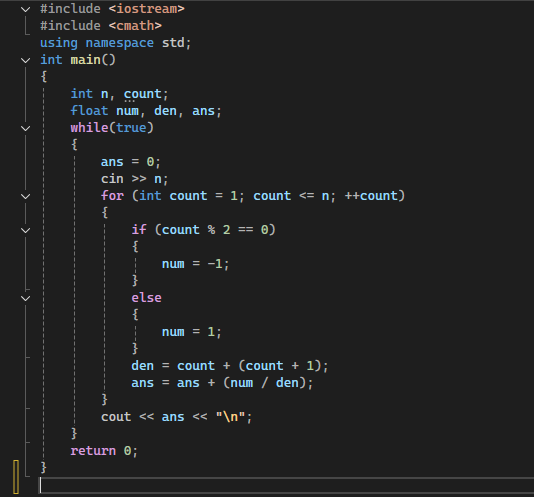 #include <iostream>
#include <cmath>
using namespace std;
int main()
{
int n, count;
float num, den, ans;
while(true)
{
ans = 0;
cin >> n;
for (int count = 1; count <= n; ++count)
{
if (count % 2 == 0)
{
num = -1;
}
else
{
num = 1;
}
den = count + (count + 1);
ans = ans + (num / den);
}
cout << ans << "\n";
}
return 0;
}